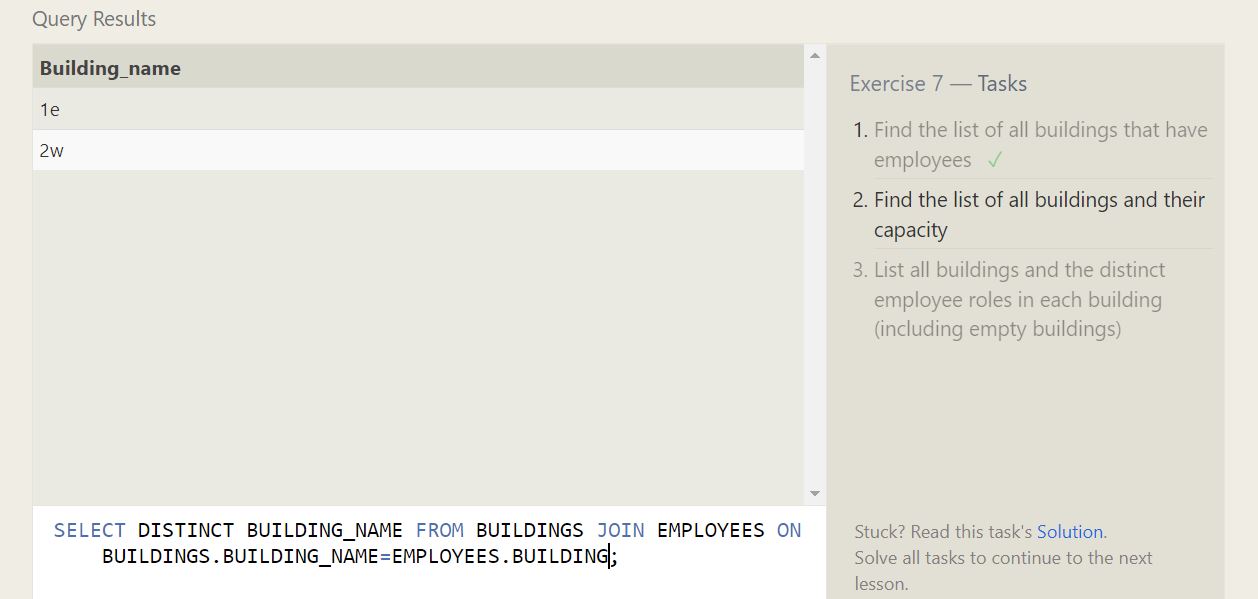 Query Results
Building_name
1e
2w
SELECT DISTINCT BUILDING_NAME FROM BUILDINGS JOIN EMPLOYEES ON
BUILDINGS.BUILDING_NAME=EMPLOYEES.BUILDING;
Exercise 7 — Tasks
1. Find the list of all buildings that have
employees ✓
2. Find the list of all buildings and their
capacity
3. List all buildings and the distinct
employee roles in each building
(including empty buildings)
Stuck? Read this task's Solution.
Solve all tasks to continue to the next
lesson.